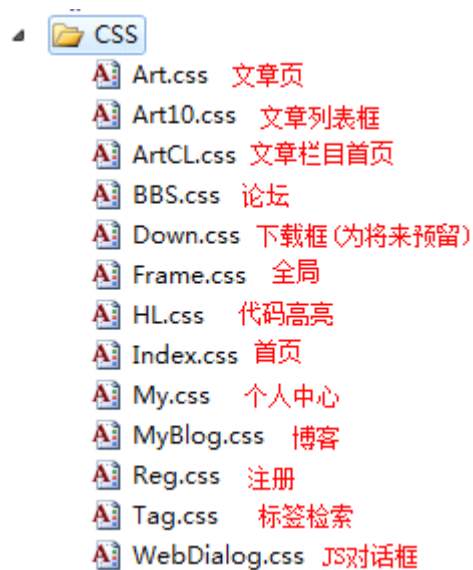 CSS
Art.css 文章页
Art10.css 文章列表框
ArtCL.css 文章栏目首页
BBS.css 论坛
Down.css 下载框(为将来预留)
Frame.css 全局
HL.css 代码高亮
Index.css 首页
My.css 个人中心
MyBlog.css 博客
Reg.css 注册
Tag.css 标签检索
WebDialog.css JS对话框